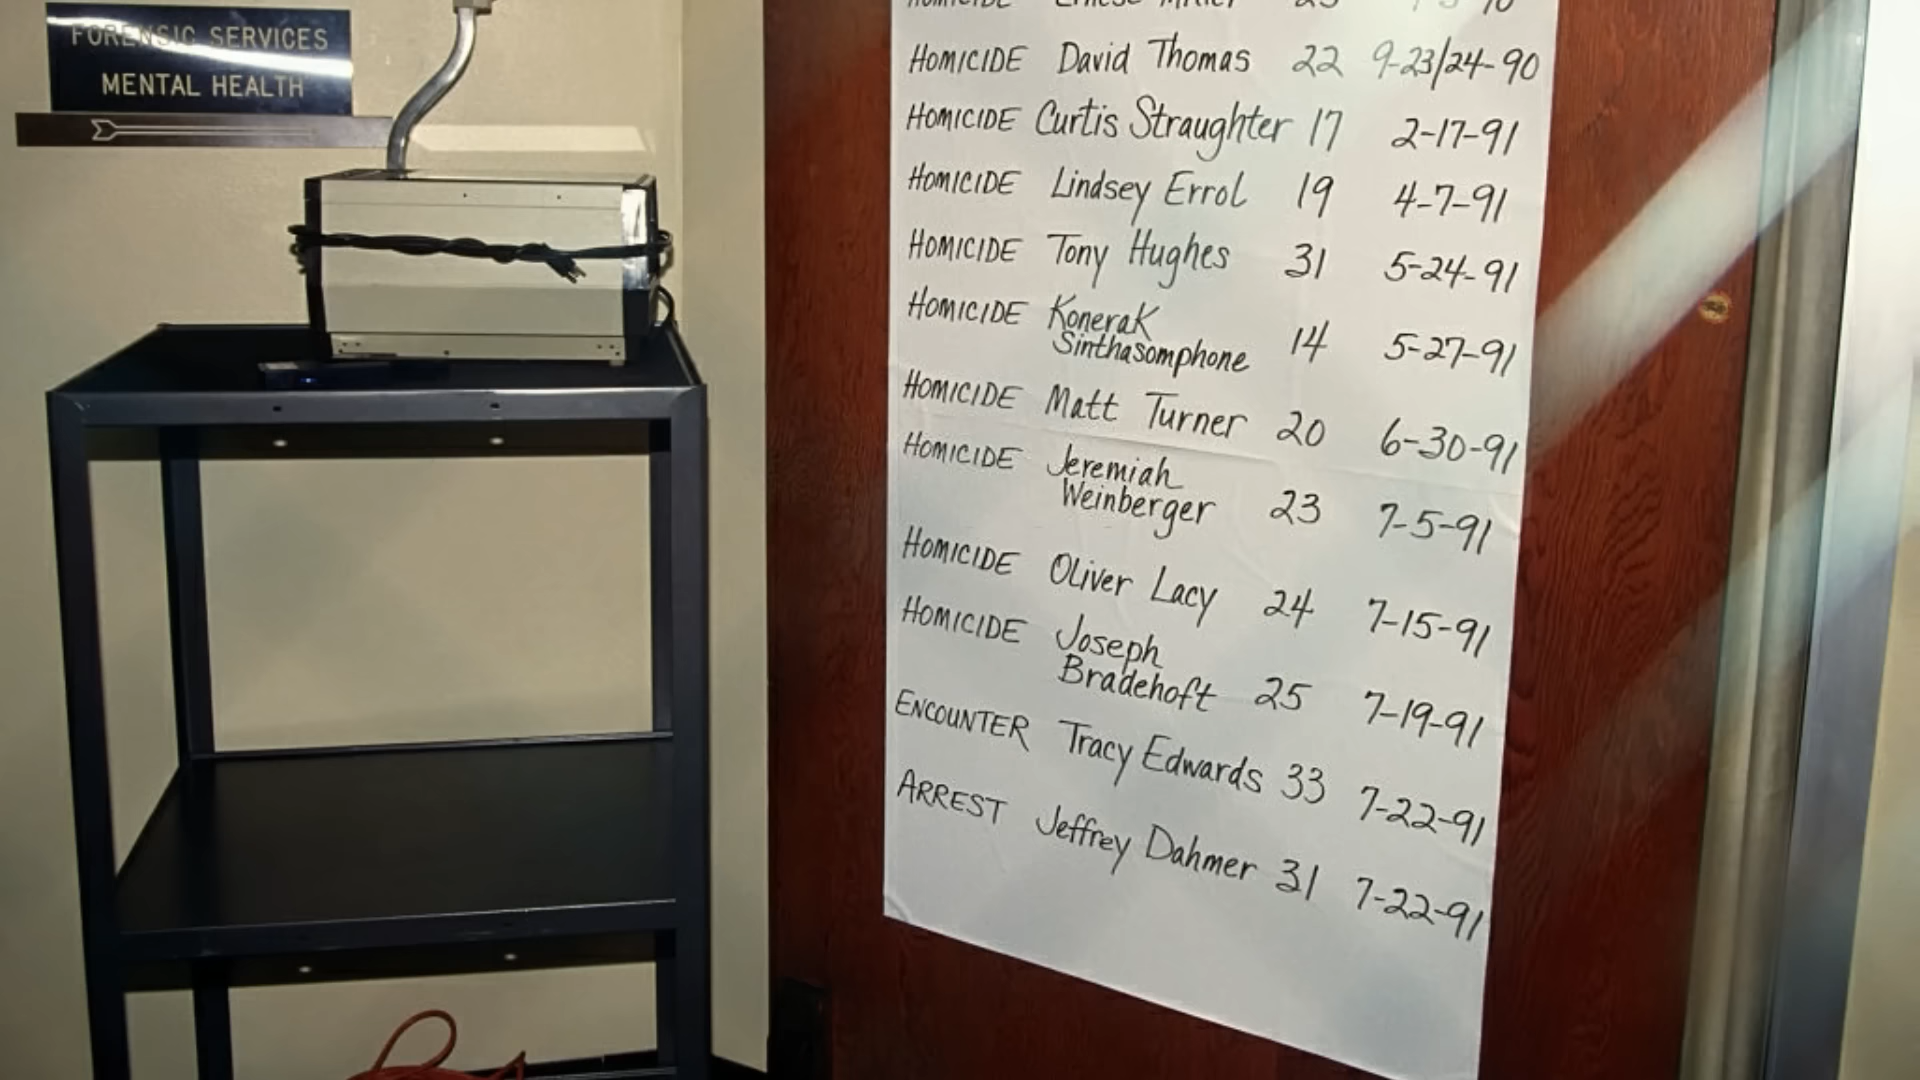 FORENSIC SERVICES
MENTAL HEALTH
HOMICIDE David Thomas 22 9-23/24-90
HOMICIDE Curtis Straughter 17 2-17-91
HOMICIDE Lindsey Errol 19 4-7-91
HOMICIDE Tony Hughes 31 5-24-91
HOMICIDE Konerak
Sinthasomphone 14 5-27-91
HOMICIDE Matt Turner 20 6-30-91
HOMICIDE Jeremiah
Weinberger 23 7-5-91
HOMICIDE Oliver Lacy 24 7-15-91
HOMICIDE Joseph
Bradehoft 25 7-19-91
ENCOUNTER Tracy Edwards 33 7-22-91
ARREST Jeffrey Dahmer 31 7-22-91